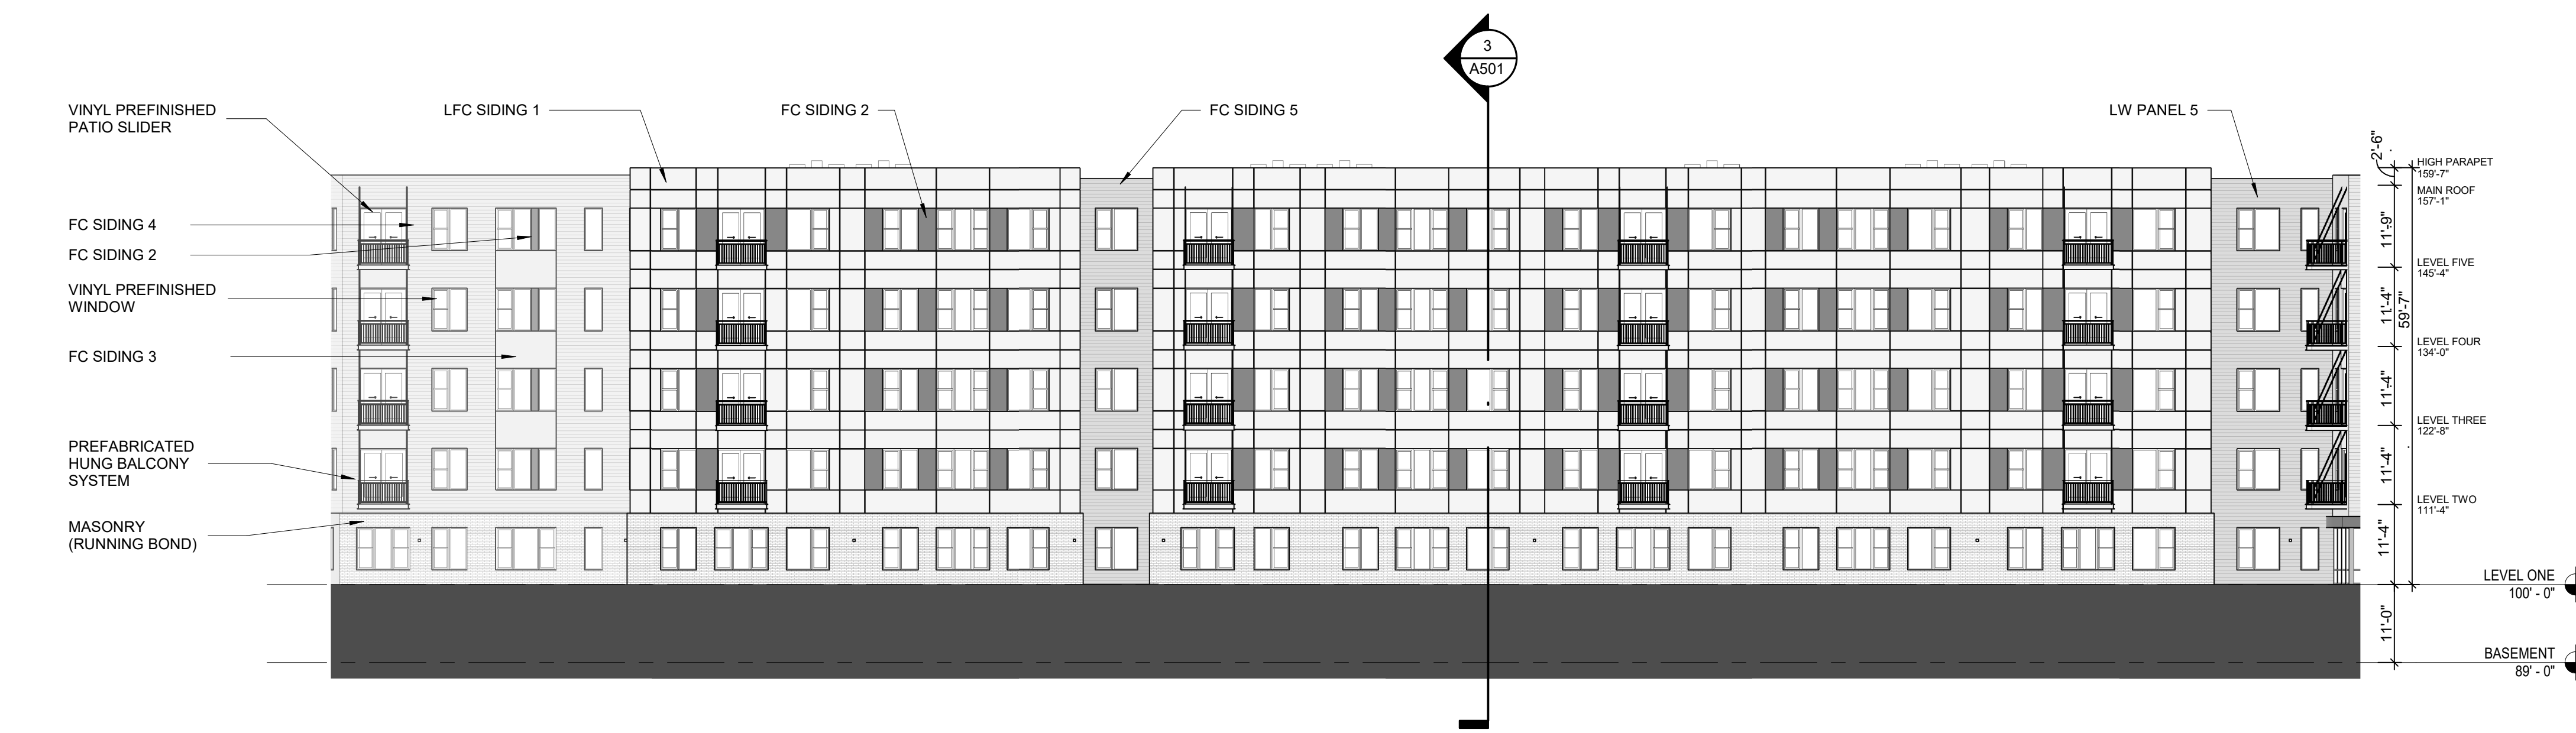 3
A501
VINYL PREFINISHED
PATIO SLIDER
LFC SIDING 1
FC SIDING 2
FC SIDING 5
LW PANEL 5
FC SIDING 4
FC SIDING 2
VINYL PREFINISHED
WINDOW
FC SIDING 3
PREFABRICATED
HUNG BALCONY
SYSTEM
MASONRY
(RUNNING BOND)
2'-6"
11'-9"
11'-4"
11'-4"
11'-4"
11'-4"
11'-0"
59'-7"
HIGH PARAPET
159'-7"
MAIN ROOF
157'-1"
LEVEL FIVE
145'-4"
LEVEL FOUR
134'-0"
LEVEL THREE
122'-8"
LEVEL TWO
111'-4"
LEVEL ONE
100' - 0"
BASEMENT
89' - 0"